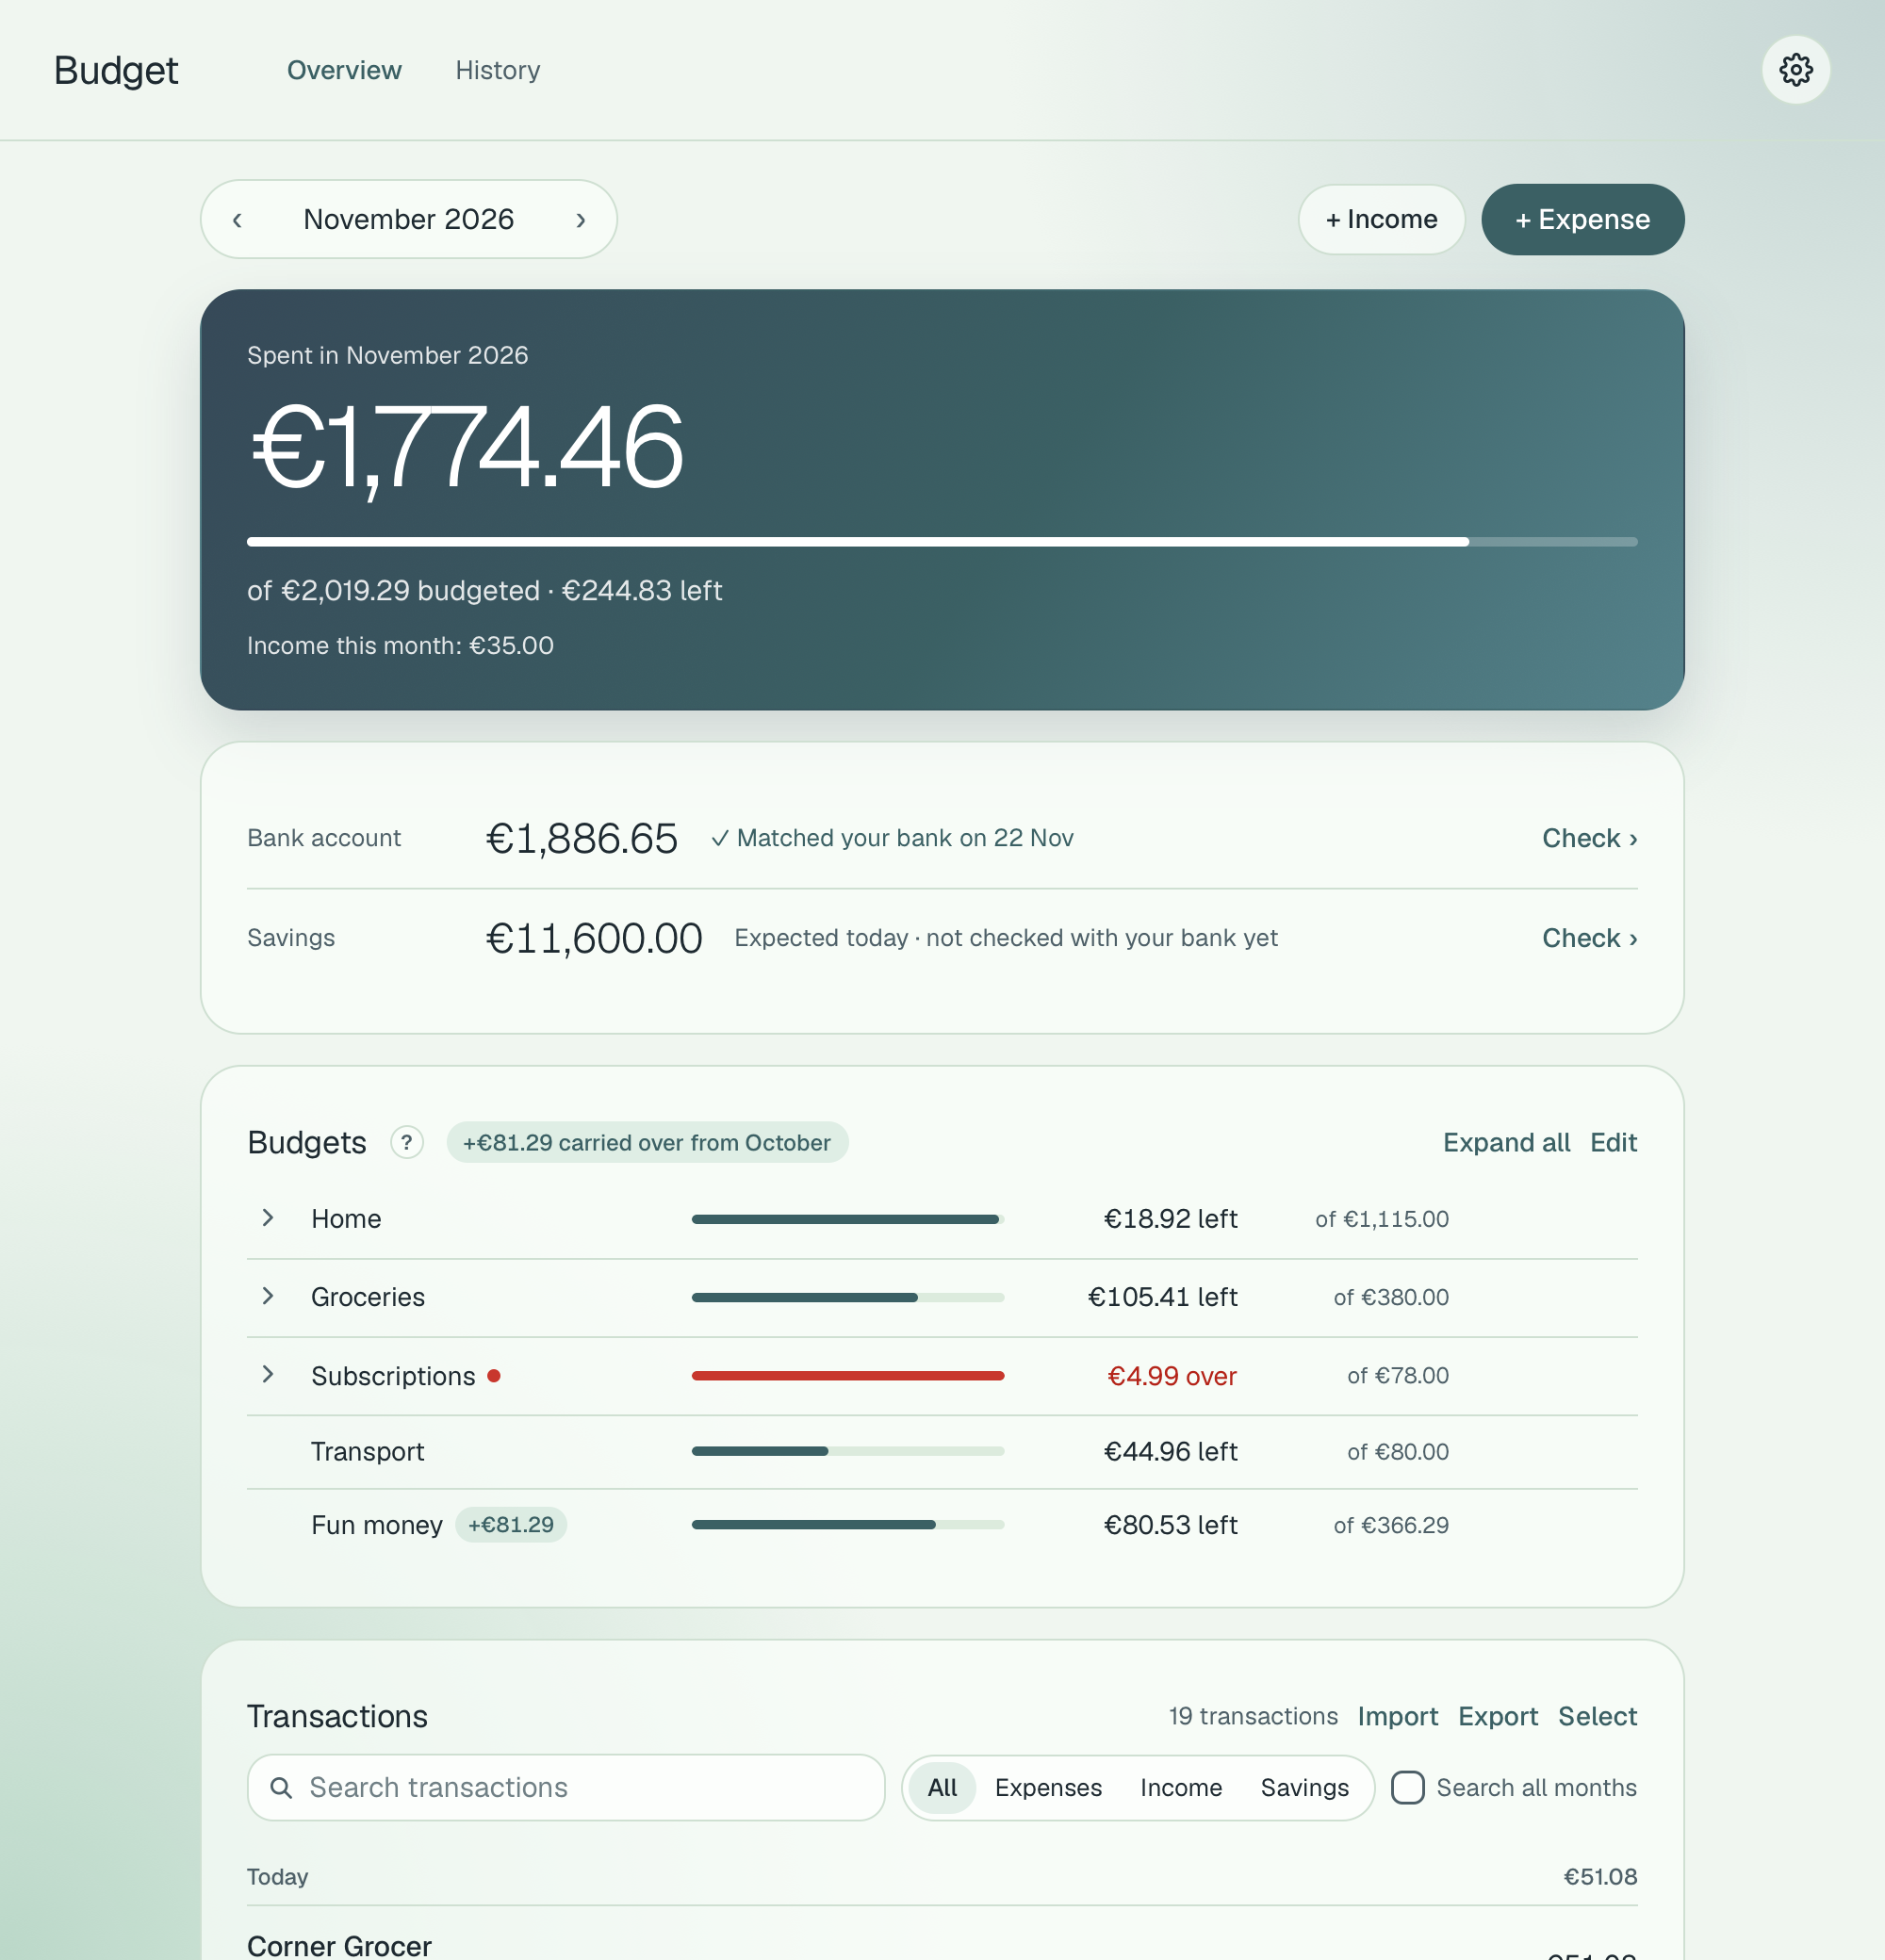 Budget Overview History
‹ November 2026 › + Income + Expense
Spent in November 2026
€1,774.46
of €2,019.29 budgeted · €244.83 left
Income this month: €35.00
Bank account €1,886.65 ✓ Matched your bank on 22 Nov Check ›
Savings €11,600.00 Expected today · not checked with your bank yet Check ›
Budgets ? +€81.29 carried over from October Expand all Edit
Home €18.92 left of €1,115.00
Groceries €105.41 left of €380.00
Subscriptions €4.99 over of €78.00
Transport €44.96 left of €80.00
Fun money +€81.29 €80.53 left of €366.29
Transactions 19 transactions Import Export Select
Search transactions All Expenses Income Savings Search all months
Today €51.08
Corner Grocer